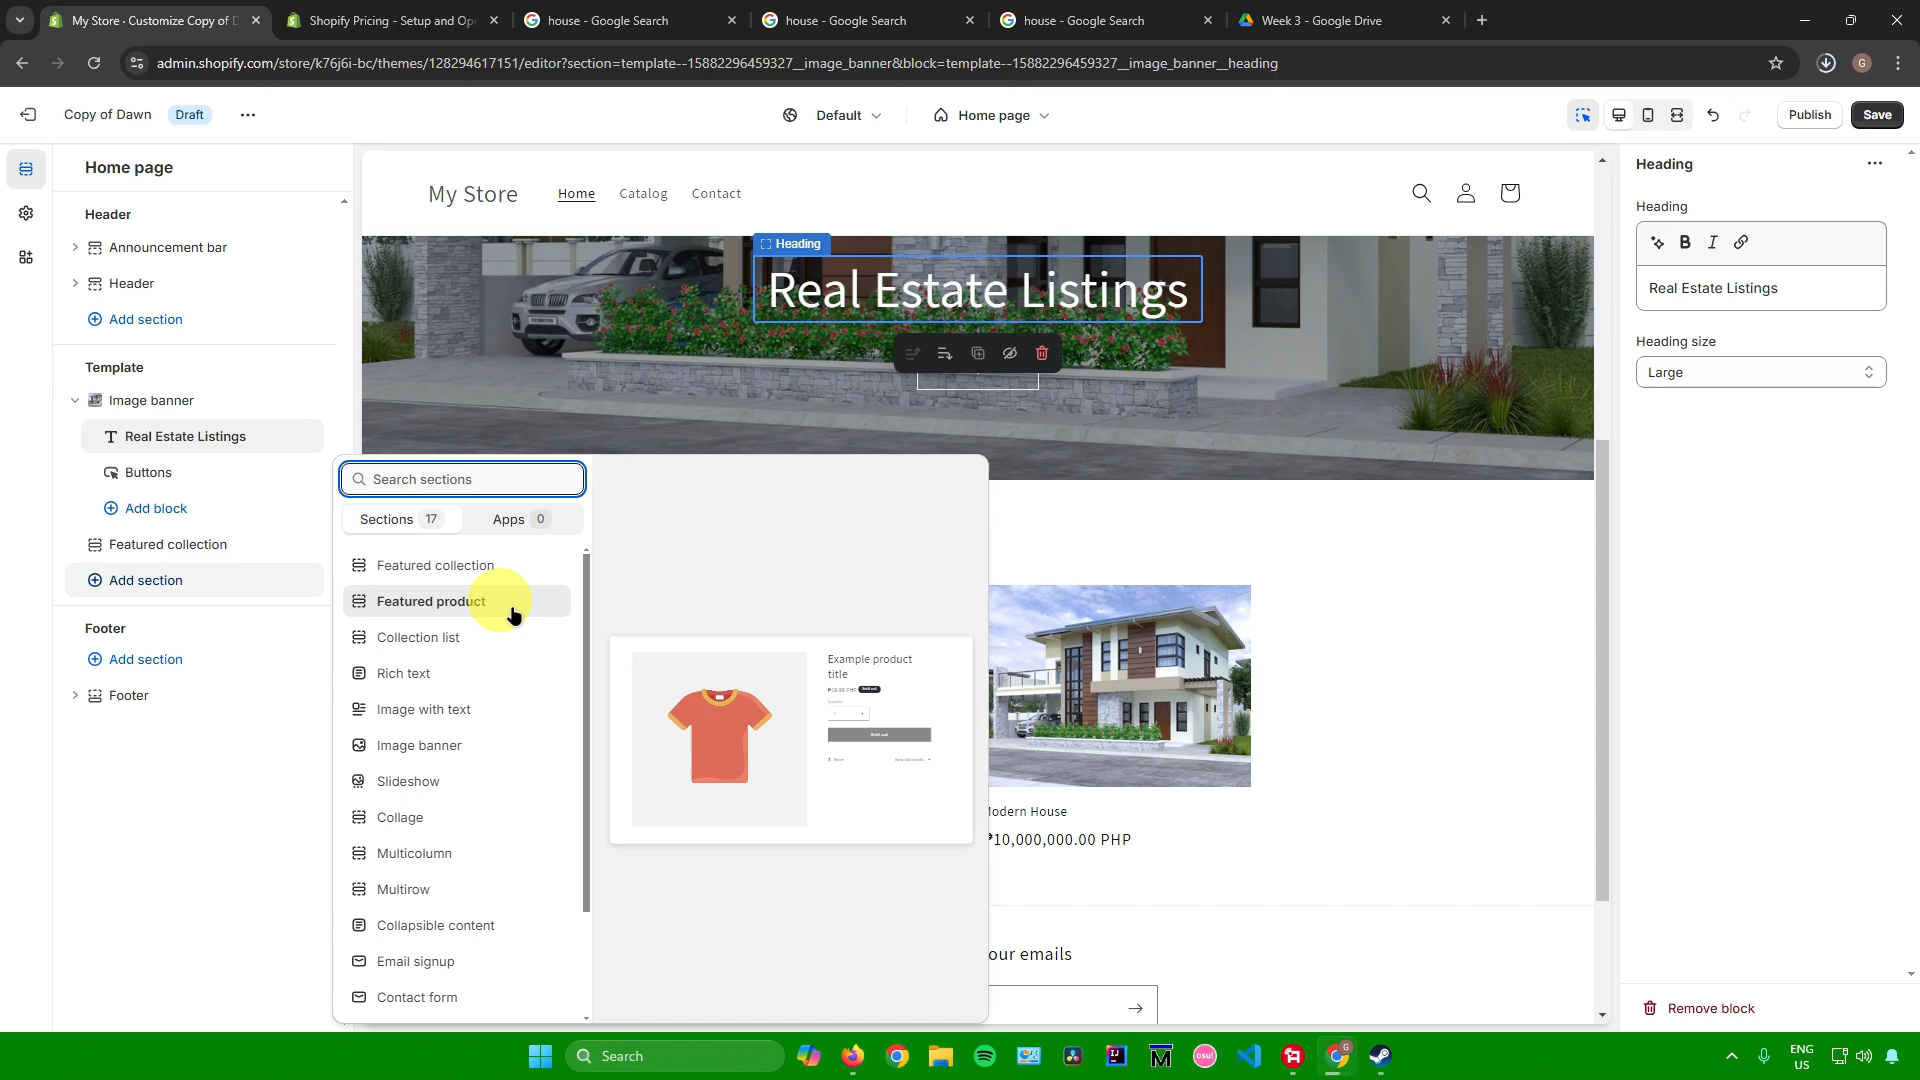 My Store · Customize Copy of D
Shopify Pricing - Setup and Op
house - Google Search
house - Google Search
house - Google Search
Week 3 - Google Drive
admin.shopify.com/store/k76j6i-bc/themes/128294617151/editor?section=template--15882296459327__image_banner&block=template--15882296459327__image_banner__heading
G
Copy of Dawn
Draft
Default
Home page
Publish
Save
Home page
Header
Announcement bar
Header
Add section
Template
Image banner
Real Estate Listings
Buttons
Add block
Featured collection
Add section
Footer
Add section
Footer
Search sections
Sections 17
Apps 0
Featured collection
Featured product
Collection list
Rich text
Image with text
Image banner
Slideshow
Collage
Multicolumn
Multirow
Collapsible content
Email signup
Contact form
Example product
title
Sold out
Sold out
My Store
Home
Catalog
Contact
Heading
Real Estate Listings
Modern House
₱10,000,000.00 PHP
our emails
Heading
Heading
Real Estate Listings
Heading size
Large
Remove block
Search
ENG
US